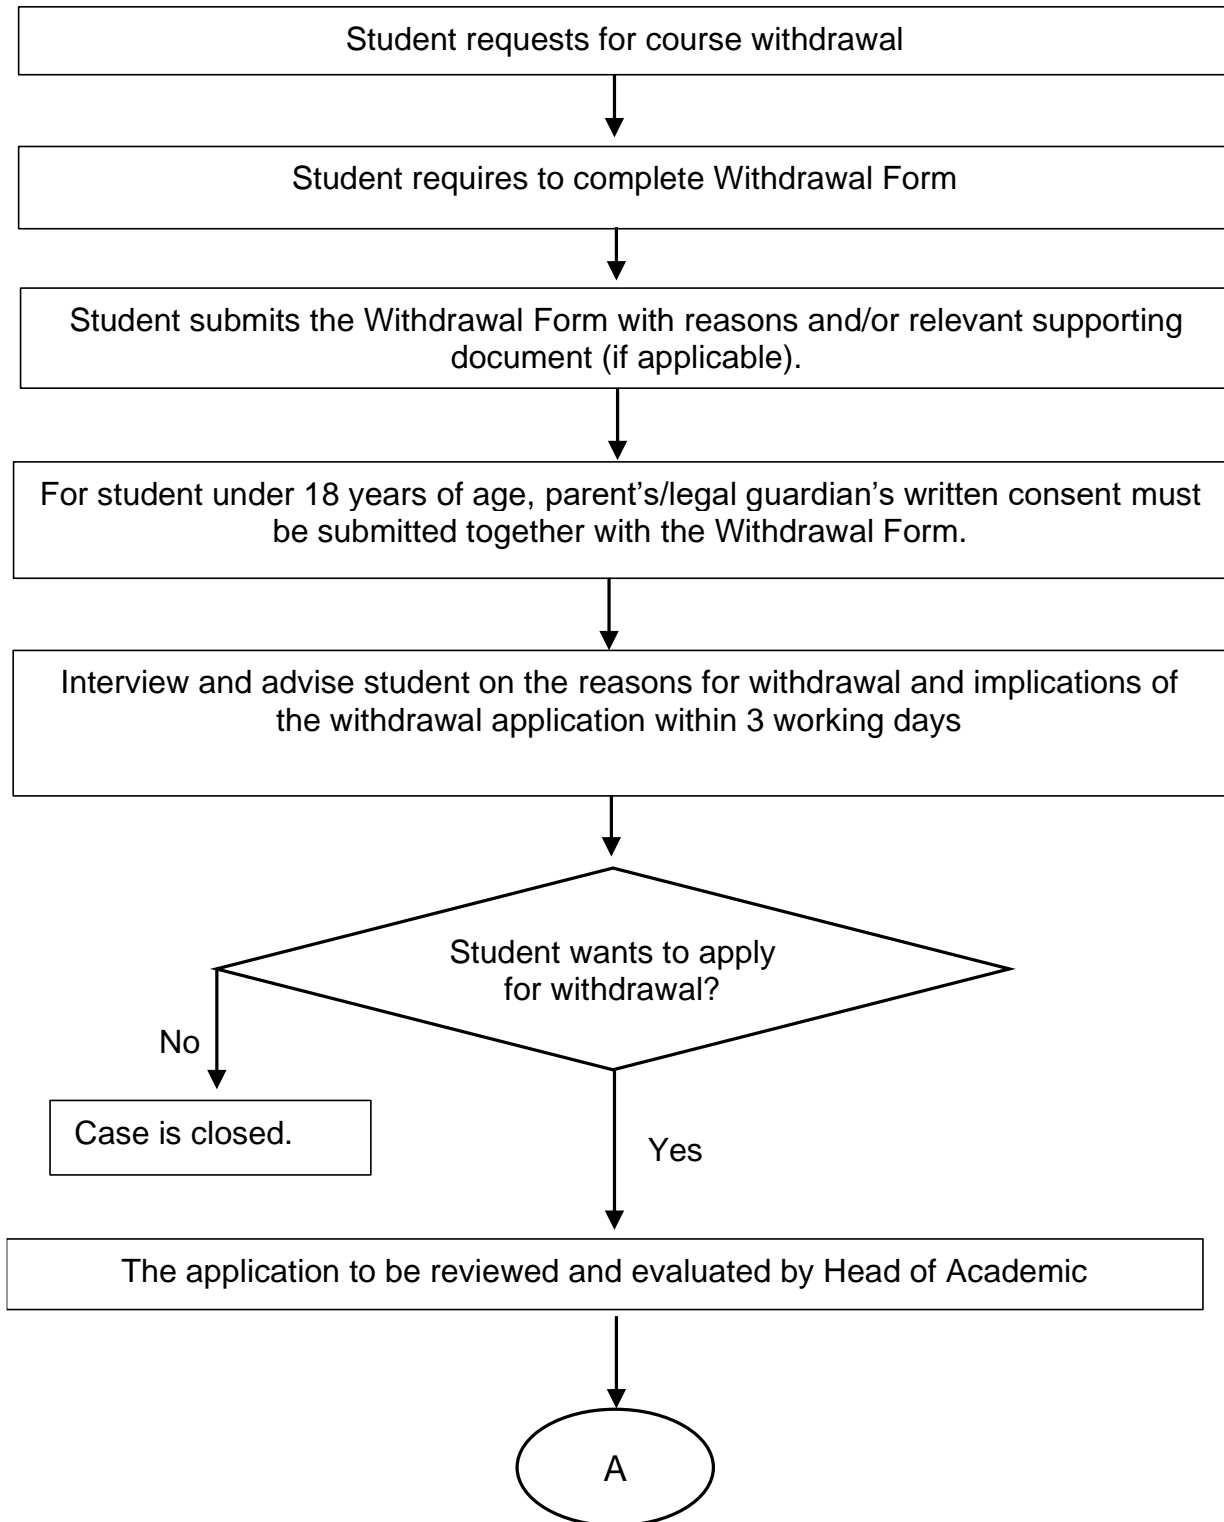 Student requests for course withdrawal
Student requires to complete Withdrawal Form
Student submits the Withdrawal Form with reasons and/or relevant supporting
document (if applicable).
For student under 18 years of age, parent’s/legal guardian’s written consent must
be submitted together with the Withdrawal Form.
Interview and advise student on the reasons for withdrawal and implications of
the withdrawal application within 3 working days
Student wants to apply
for withdrawal?
No
Case is closed.
Yes
The application to be reviewed and evaluated by Head of Academic
A